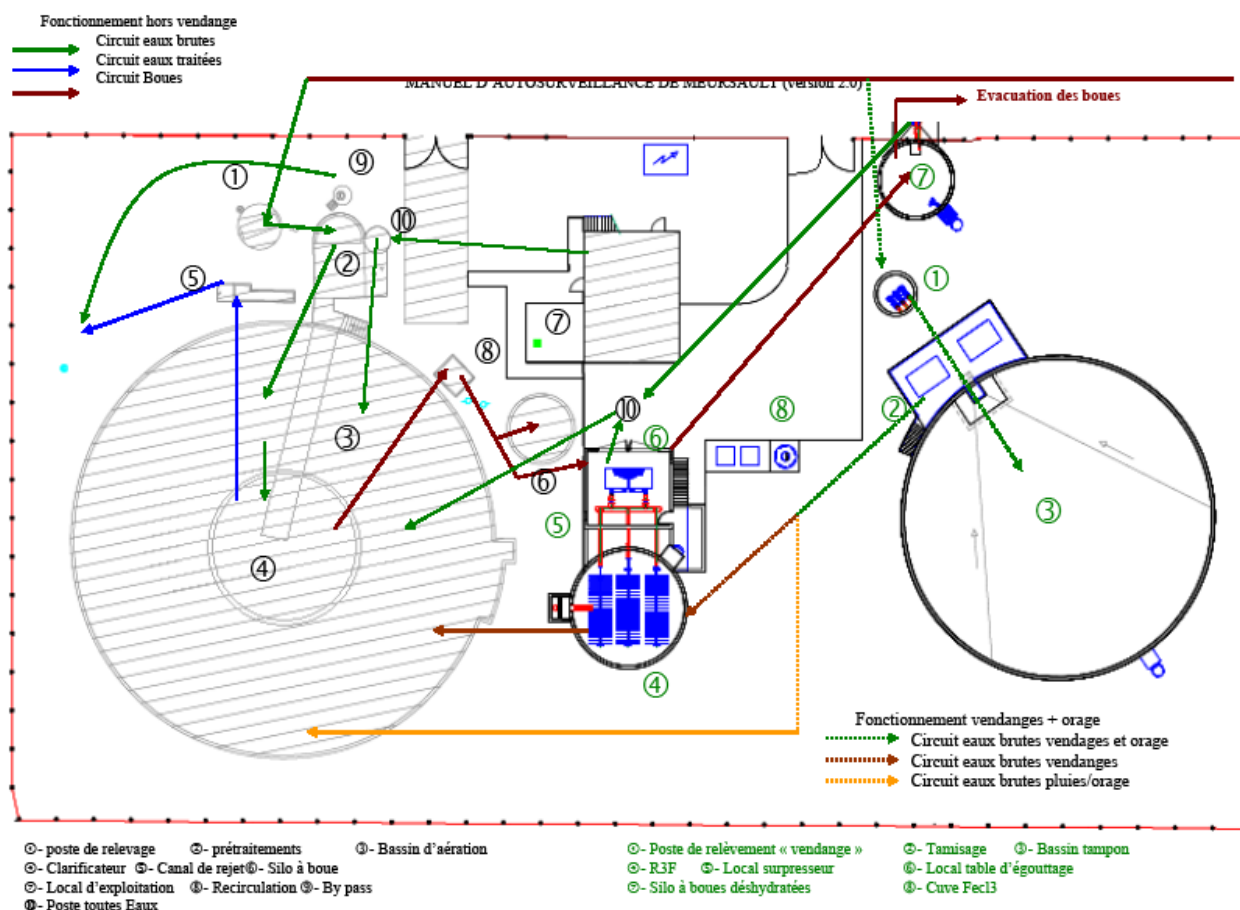 Fonctionnement hors vendange
Circuit eaux brutes
Circuit eaux traitées
Circuit Boues
MANUEL D'AUTOSURVEILLANCE DE MEURSAULT (version 2.0)
Evacuation des boues
⑨
①
⑦
⑩
②
①
⑤
⑦
⑧
⑩
⑧
②
③
⑥
⑥
⑤
③
④
④
Fonctionnement vendanges + orage
Circuit eaux brutes vendages et orage
Circuit eaux brutes vendanges
Circuit eaux brutes pluies/orage
①- poste de relevage ②- prétraitements ③- Bassin d'aération
④- Clarificateur ⑤- Canal de rejet⑥- Silo à boue
⑦- Local d'exploitation ⑧- Recirculation ⑨- By pass
⑩- Poste toutes Eaux
①- Poste de relèvement « vendange » ②- Tamisage ③- Bassin tampon
④- R3F ⑤- Local surpresseur ⑥- Local table d'égouttage
⑦- Silo à boues déshydratées ⑧- Cuve Fecl3